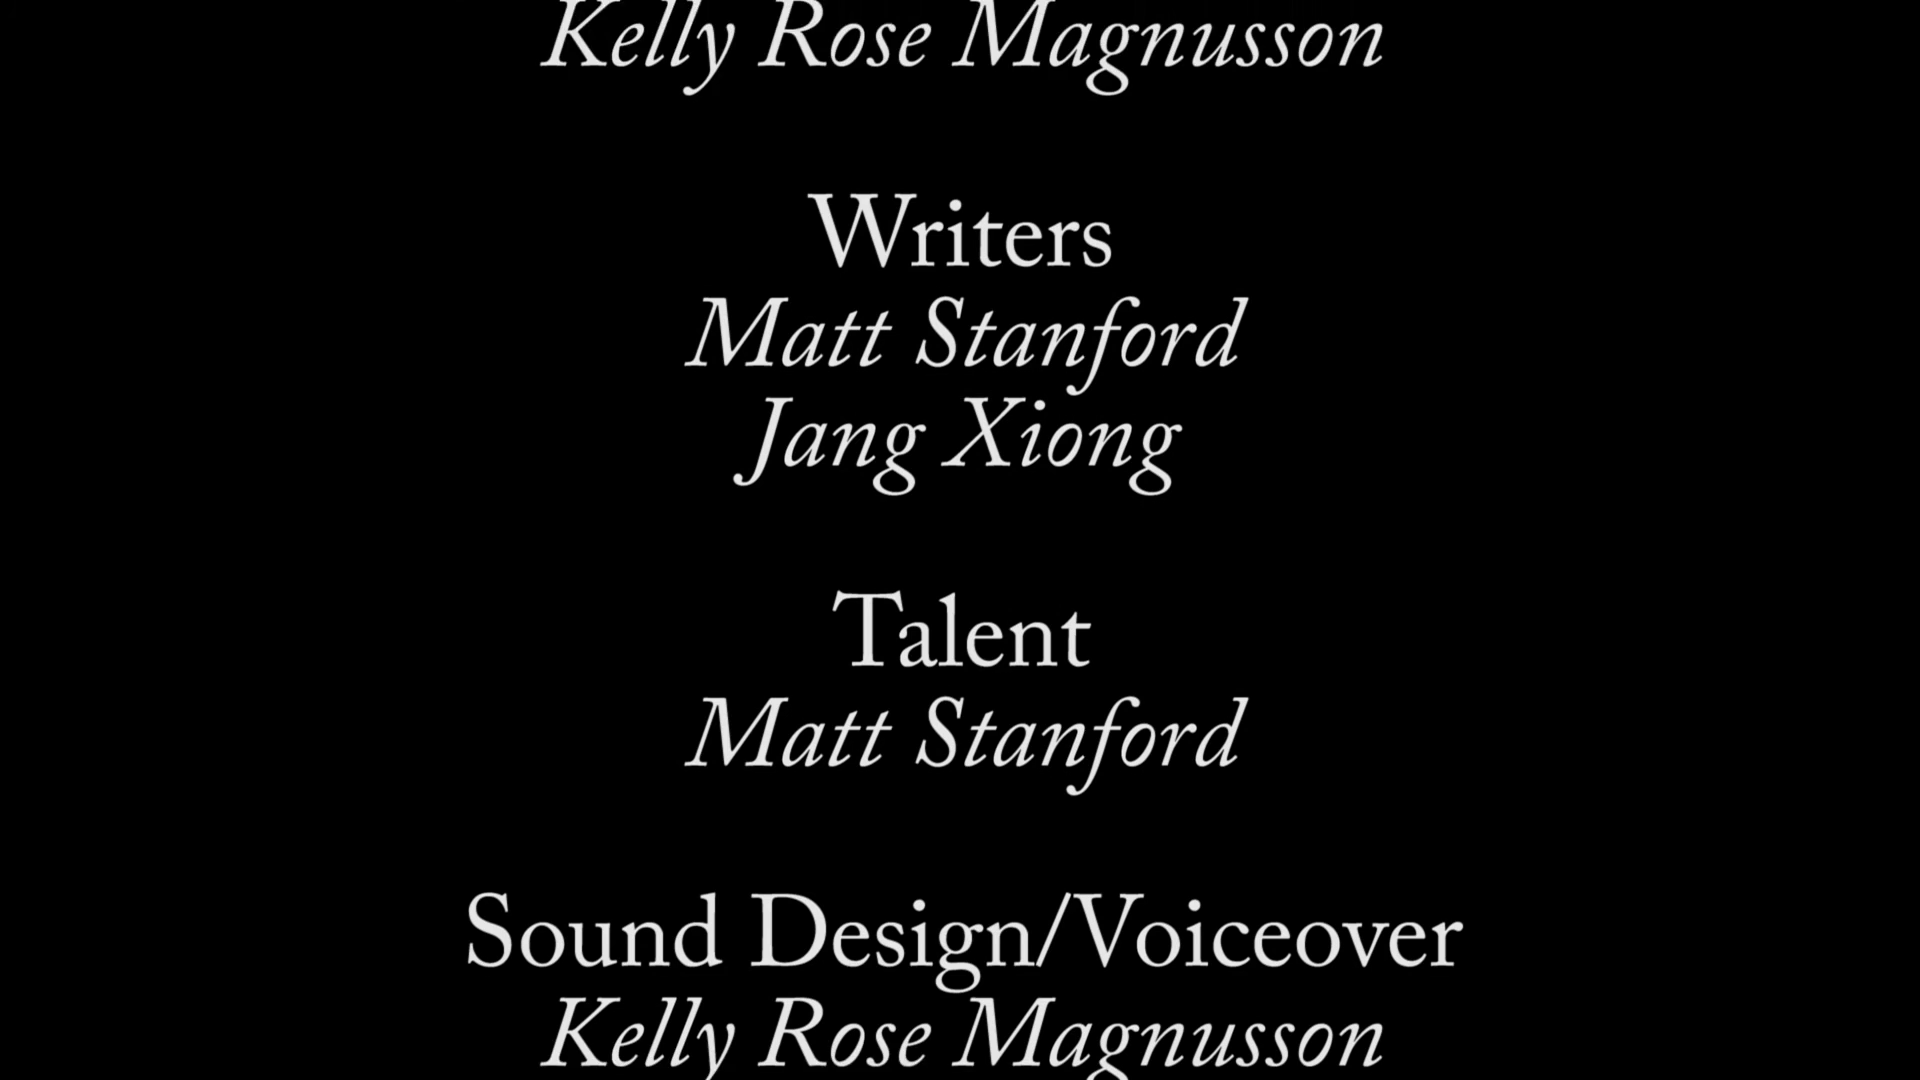 Kelly Rose Magnusson
Writers
Matt Stanford
Jang Xiong
Talent
Matt Stanford
Sound Design/Voiceover
Kelly Rose Magnusson